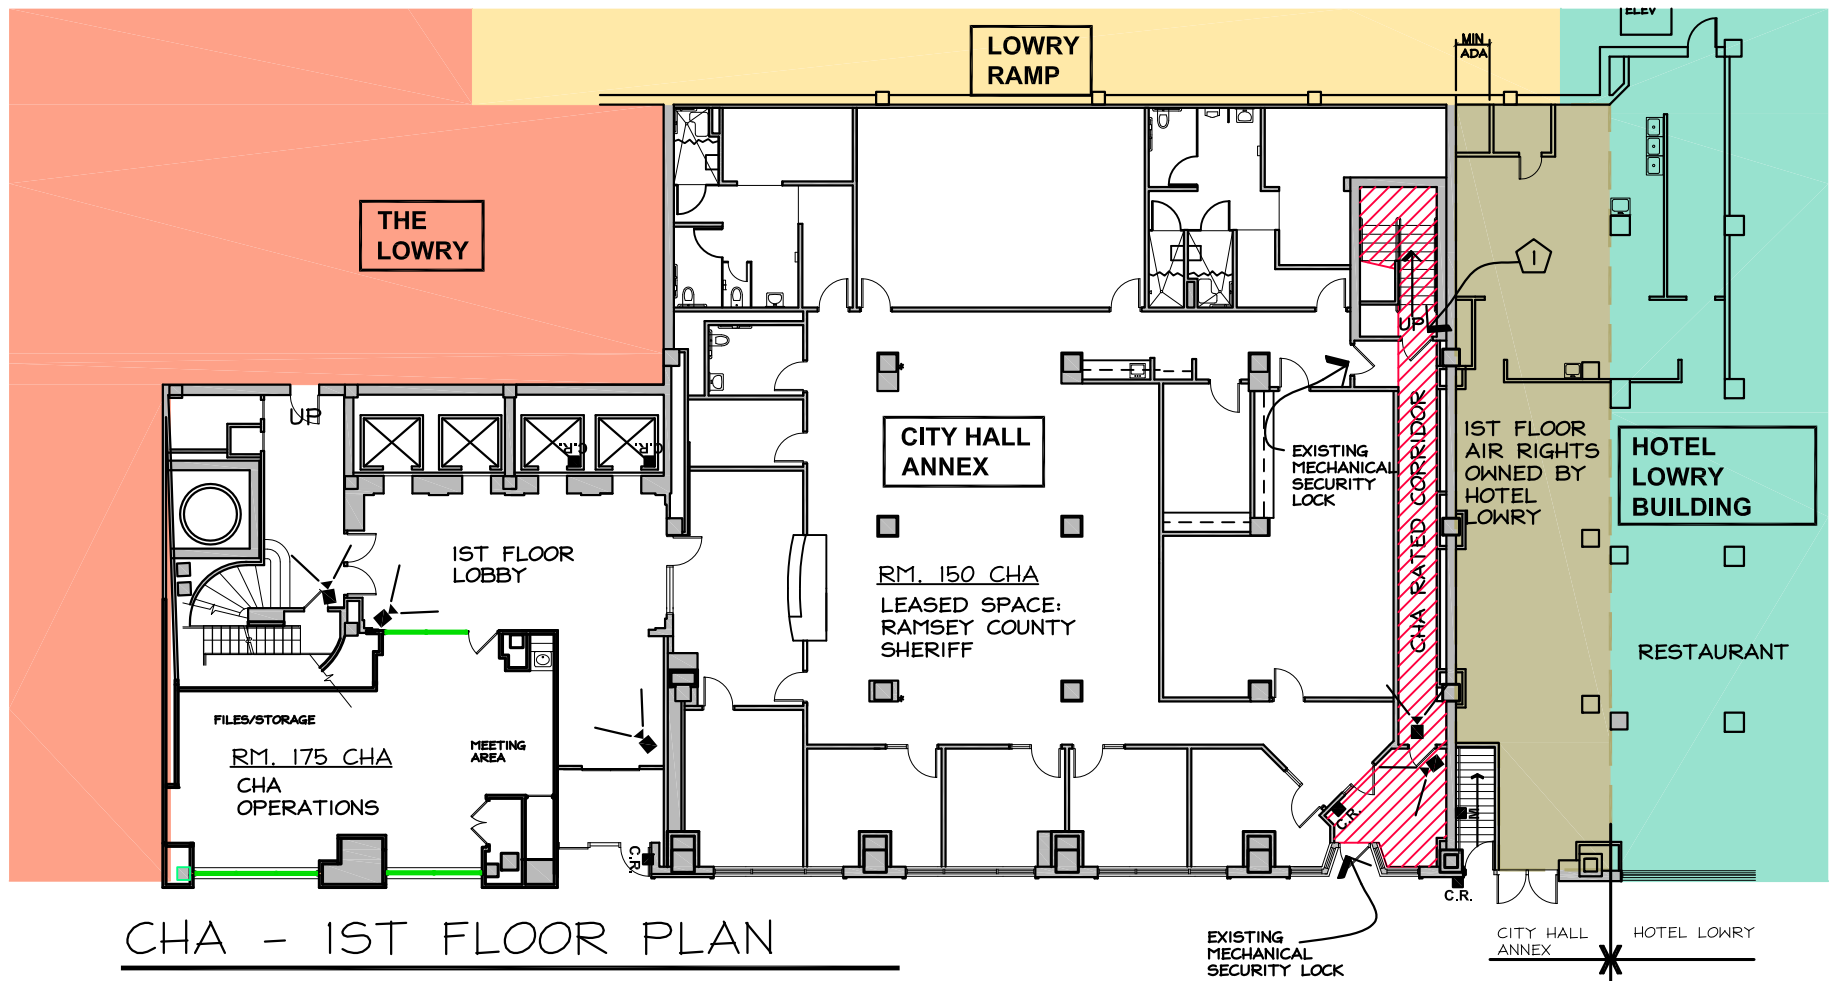 ELEV
LOWRY
RAMP
MIN
ADA
THE
LOWRY
1
UP
UP
C.R.
C.R.
CITY HALL
ANNEX
EXISTING
MECHANICAL
SECURITY
LOCK
CHA RATED CORRIDOR
1ST FLOOR
AIR RIGHTS
OWNED BY
HOTEL
LOWRY
HOTEL
LOWRY
BUILDING
1ST FLOOR
LOBBY
RM. 150 CHA
LEASED SPACE:
RAMSEY COUNTY
SHERIFF
RESTAURANT
FILES/STORAGE
RM. 175 CHA
CHA
OPERATIONS
MEETING
AREA
C.R.
C.R.
M
C.R.
CHA - 1ST FLOOR PLAN
EXISTING
MECHANICAL
SECURITY LOCK
CITY HALL
ANNEX
HOTEL LOWRY